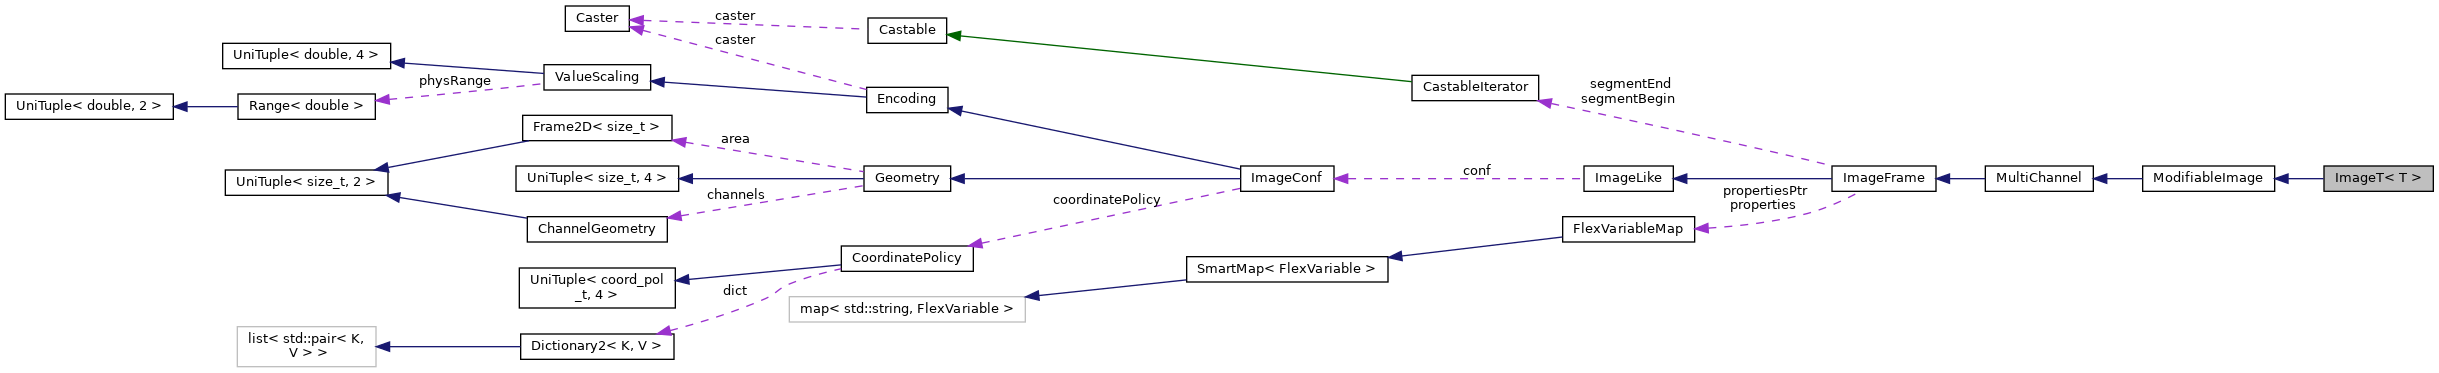 Caster
caster
Castable
caster
UniTuple< double, 4 >
ValueScaling
physRange
UniTuple< double, 2 >
Range< double >
Encoding
CastableIterator
segmentEnd
segmentBegin
Frame2D< size_t >
area
UniTuple< size_t, 2 >
UniTuple< size_t, 4 >
Geometry
channels
ChannelGeometry
ImageConf
conf
ImageLike
ImageFrame
MultiChannel
ModifiableImage
ImageT< T >
coordinatePolicy
propertiesPtr
properties
FlexVariableMap
CoordinatePolicy
UniTuple< coord_pol
_t, 4 >
dict
SmartMap< FlexVariable >
map< std::string, FlexVariable >
list< std::pair< K,
V > >
Dictionary2< K, V >